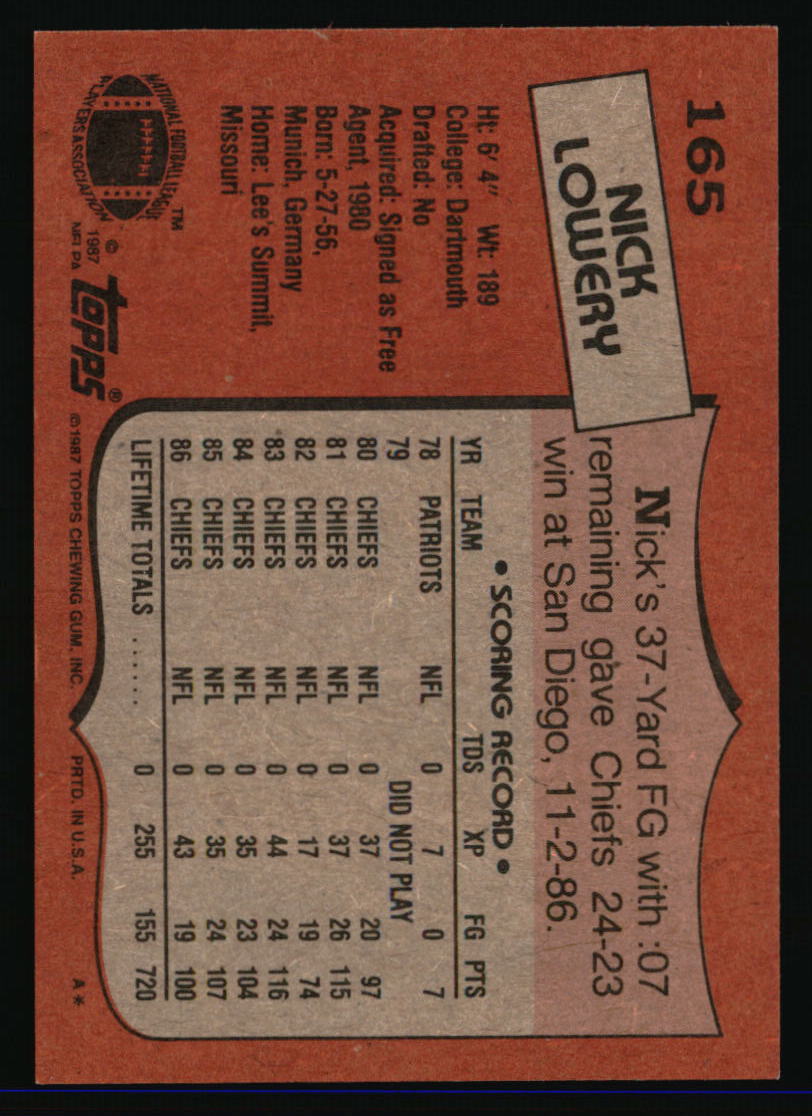 165
NICK
LOWERY
Ht: 6' 4" Wt: 189
College: Dartmouth
Drafted: No
Acquired: Signed as Free
Agent, 1980
Born: 5-27-56,
Munich, Germany
Home: Lee's Summit,
Missouri
NATIONAL FOOTBALL LEAGUE
PLAYERS ASSOCIATION
TM
© 1987
NFLPA
topps®
Nick's 37-Yard FG with :07
remaining gave Chiefs 24-23
win at San Diego, 11-2-86.
• SCORING RECORD •
YR TEAM TDS XP FG PTS
78 PATRIOTS NFL 0 7 0 7
79 DID NOT PLAY
80 CHIEFS NFL 0 37 20 97
81 CHIEFS NFL 0 37 26 115
82 CHIEFS NFL 0 17 19 74
83 CHIEFS NFL 0 44 24 116
84 CHIEFS NFL 0 35 23 104
85 CHIEFS NFL 0 35 24 107
86 CHIEFS NFL 0 43 19 100
LIFETIME TOTALS ...... 0 255 155 720
© 1987 TOPPS CHEWING GUM, INC. PRTD. IN U.S.A. A*